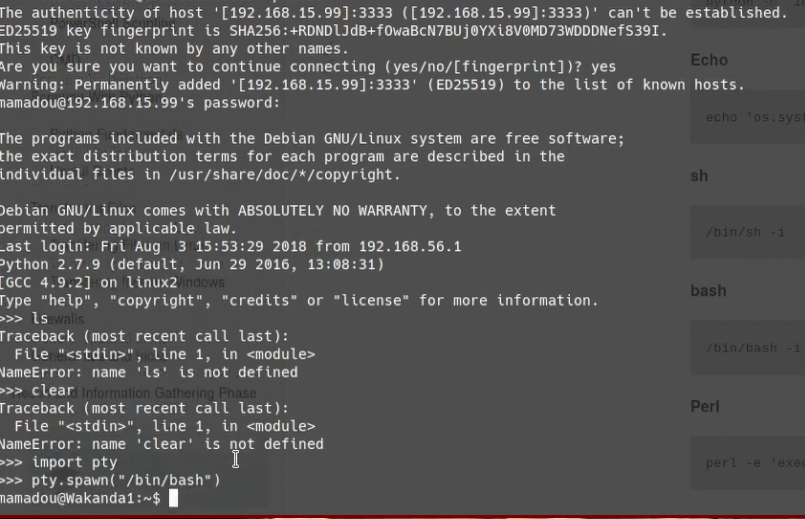 The authenticity of host '[192.168.15.99]:3333 ([192.168.15.99]:3333)' can't be established.
ED25519 key fingerprint is SHA256:+RDNDlJdB+fOwaBcN7BUj0YXi8V0MD73WDDDNefS39I.
This key is not known by any other names.
Are you sure you want to continue connecting (yes/no/[fingerprint])? yes
Warning: Permanently added '[192.168.15.99]:3333' (ED25519) to the list of known hosts.
mamadou@192.168.15.99's password:
The programs included with the Debian GNU/Linux system are free software;
the exact distribution terms for each program are described in the
individual files in /usr/share/doc/*/copyright.
Debian GNU/Linux comes with ABSOLUTELY NO WARRANTY, to the extent
permitted by applicable law.
Last login: Fri Aug 3 15:53:29 2018 from 192.168.56.1
Python 2.7.9 (default, Jun 29 2016, 13:08:31)
[GCC 4.9.2] on linux2
Type "help", "copyright", "credits" or "license" for more information.
>>> ls
Traceback (most recent call last):
File "<stdin>", line 1, in <module>
NameError: name 'ls' is not defined
>>> clear
Traceback (most recent call last):
File "<stdin>", line 1, in <module>
NameError: name 'clear' is not defined
>>> import pty
>>> pty.spawn("/bin/bash")
mamadou@Wakanda1:~$
Echo
echo 'os.syst
sh
/bin/sh -i
bash
/bin/bash -i
Perl
perl -e 'exec
Windows
and Information Gathering Phase